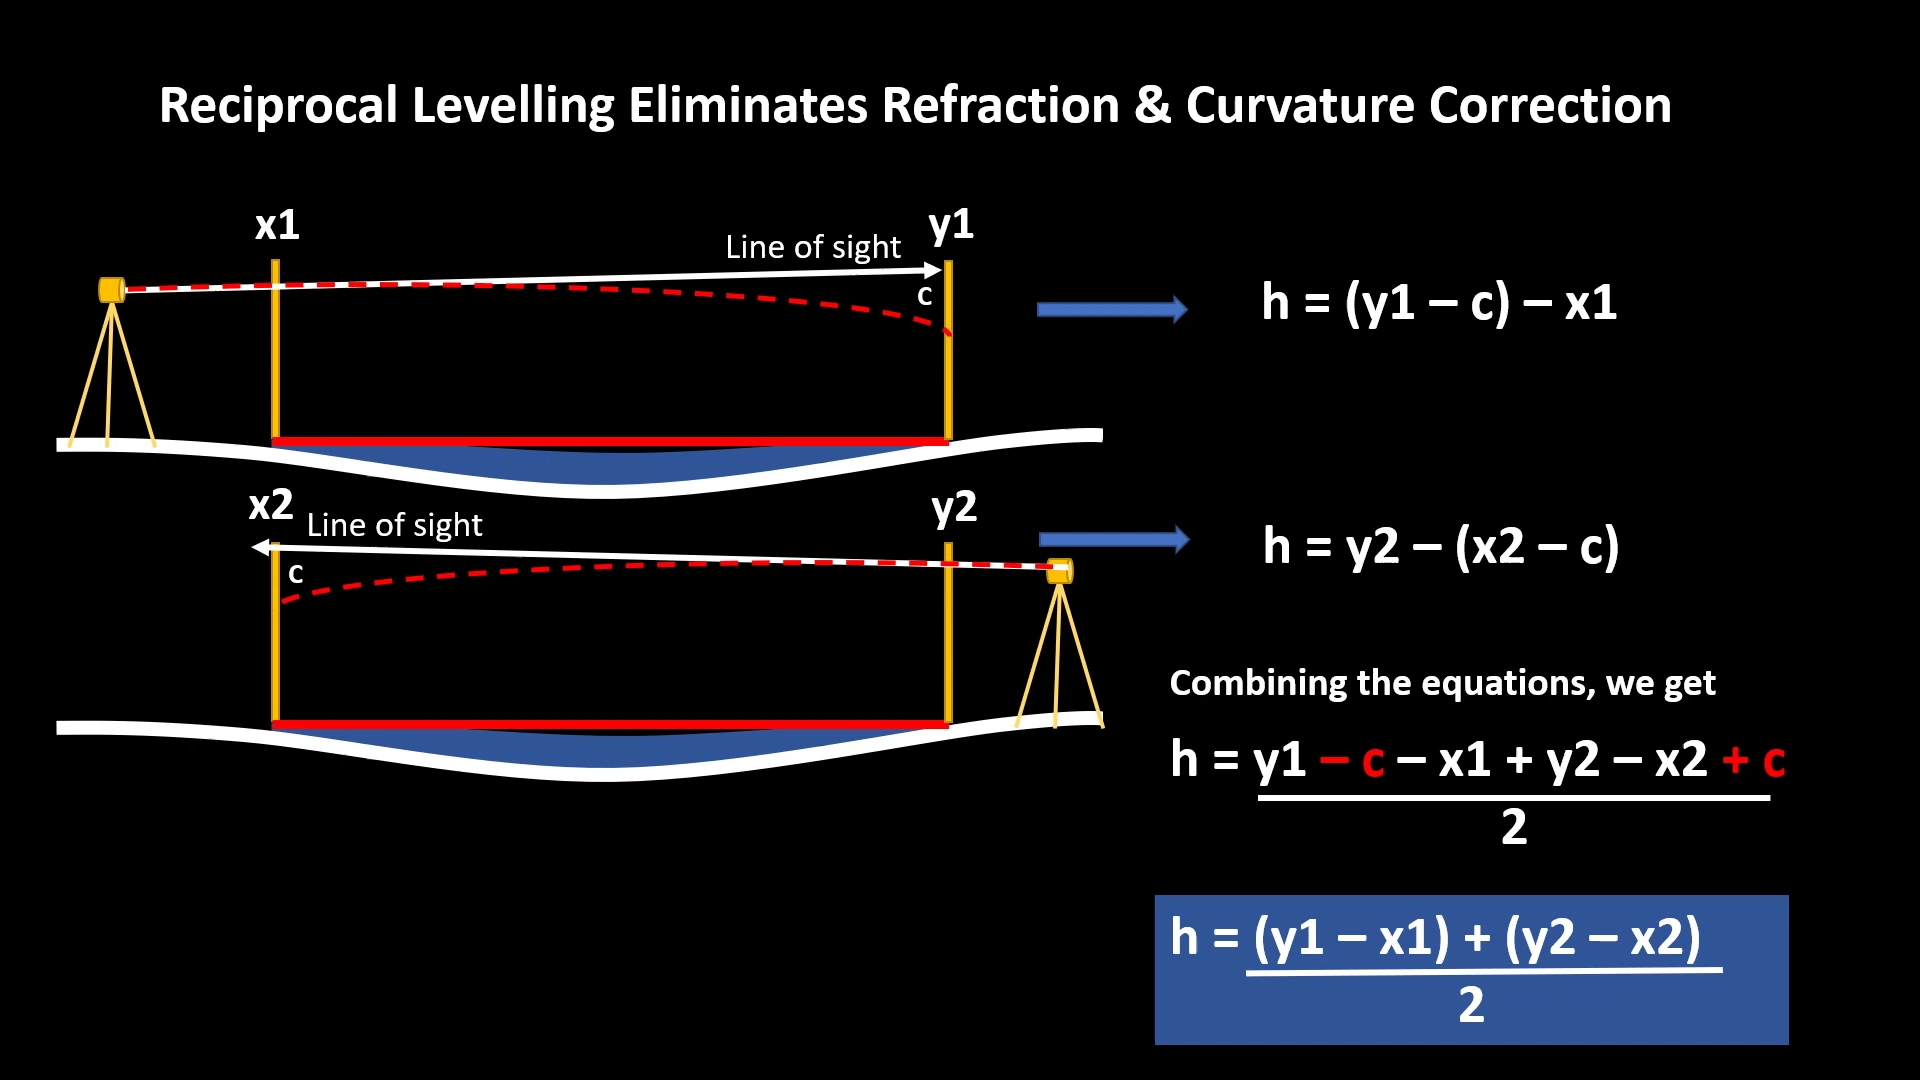 Reciprocal Levelling Eliminates Refraction & Curvature Correction
x1
y1
Line of sight
c
h = (y1 – c) – x1
x2
y2
Line of sight
c
h = y2 – (x2 – c)
Combining the equations, we get
h = y1 – c – x1 + y2 – x2 + c
2
h = (y1 – x1) + (y2 – x2)
2